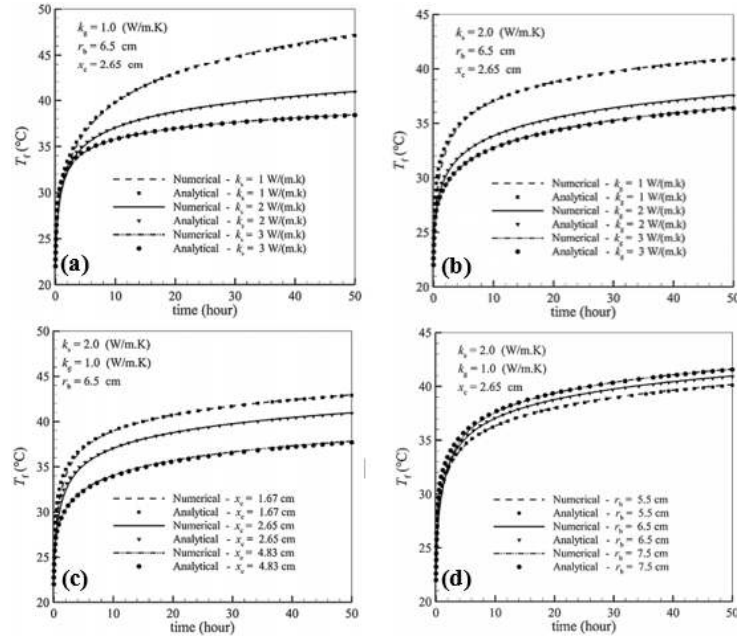 50
45
40
35
30
25
20
T_f (°C)
k_g = 1.0 (W/m.K)
r_b = 6.5 cm
x_c = 2.65 cm
Numerical - k_s = 1 W/(m.k)
Analytical - k_s = 1 W/(m.k)
Numerical - k_s = 2 W/(m.k)
Analytical - k_s = 2 W/(m.k)
Numerical - k_s = 3 W/(m.k)
Analytical - k_s = 3 W/(m.k)
(a)
0 10 20 30 40 50
time (hour)
45
40
35
30
25
20
T_f (°C)
k_s = 2.0 (W/m.K)
r_b = 6.5 cm
x_c = 2.65 cm
Numerical - k_g = 1 W/(m.k)
Analytical - k_g = 1 W/(m.k)
Numerical - k_g = 2 W/(m.k)
Analytical - k_g = 2 W/(m.k)
Numerical - k_g = 3 W/(m.k)
Analytical - k_g = 3 W/(m.k)
(b)
0 10 20 30 40 50
time (hour)
50
45
40
35
30
25
20
T_f (°C)
k_s = 2.0 (W/m.K)
k_g = 1.0 (W/m.K)
r_b = 6.5 cm
Numerical - x_c = 1.67 cm
Analytical - x_c = 1.67 cm
Numerical - x_c = 2.65 cm
Analytical - x_c = 2.65 cm
Numerical - x_c = 4.83 cm
Analytical - x_c = 4.83 cm
(c)
0 10 20 30 40 50
time (hour)
45
40
35
30
25
20
T_f (°C)
k_s = 2.0 (W/m.K)
k_g = 1.0 (W/m.K)
x_c = 2.65 cm
Numerical - r_b = 5.5 cm
Analytical - r_b = 5.5 cm
Numerical - r_b = 6.5 cm
Analytical - r_b = 6.5 cm
Numerical - r_b = 7.5 cm
Analytical - r_b = 7.5 cm
(d)
0 10 20 30 40 50
time (hour)